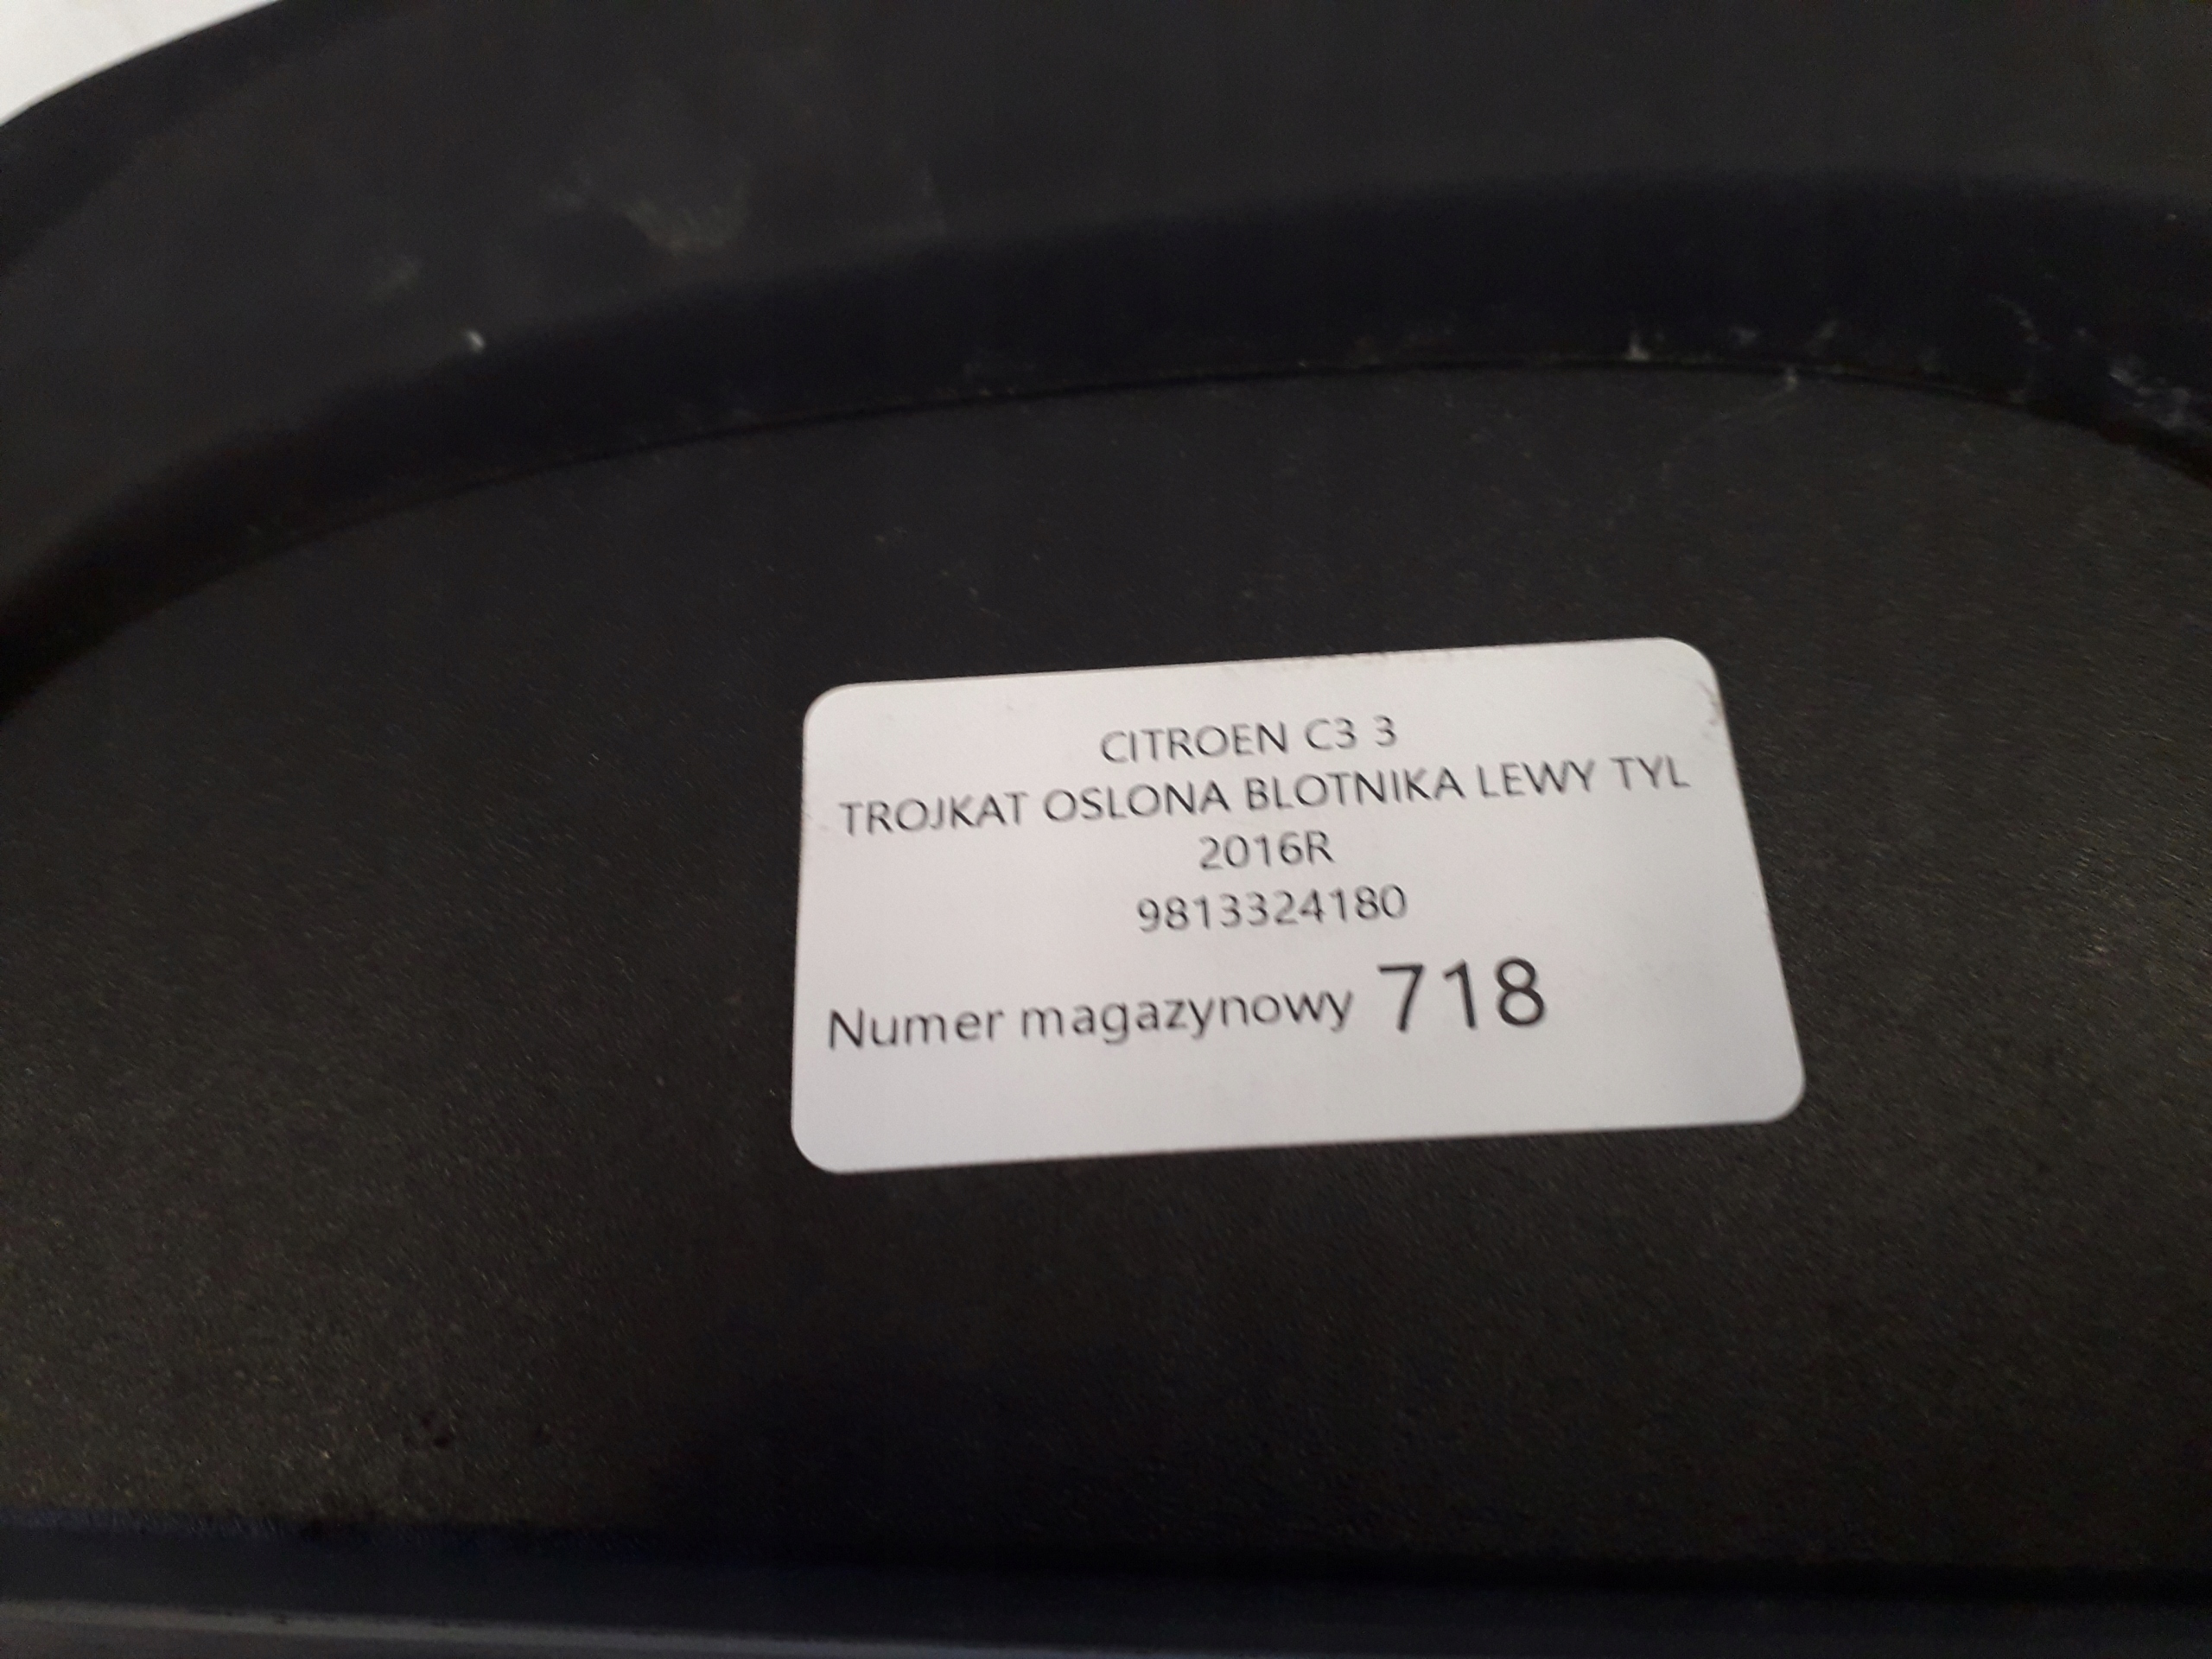 CITROEN C3 3
TROJKAT OSLONA BLOTNIKA LEWY TYL
2016R
9813324180
Numer magazynowy 718